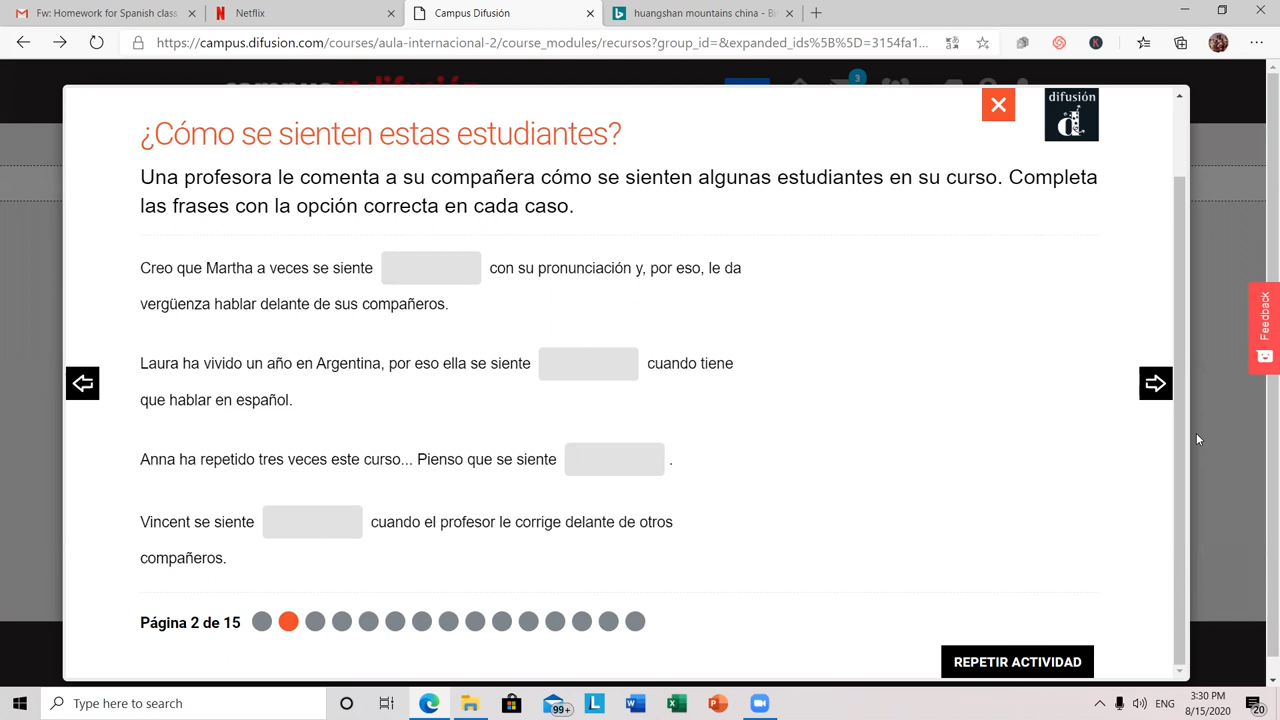 Fw: Homework for Spanish class
Netflix
Campus Difusión
huangshan mountains china - Bi
https://campus.difusion.com/courses/aula-internacional-2/course_modules/recursos?group_id=&expanded_ids%5B%5D=3154fa1...
3
difusión
d
¿Cómo se sienten estas estudiantes?
Una profesora le comenta a su compañera cómo se sienten algunas estudiantes en su curso. Completa
las frases con la opción correcta en cada caso.
Creo que Martha a veces se siente con su pronunciación y, por eso, le da
vergüenza hablar delante de sus compañeros.
Laura ha vivido un año en Argentina, por eso ella se siente cuando tiene
que hablar en español.
Anna ha repetido tres veces este curso... Pienso que se siente .
Vincent se siente cuando el profesor le corrige delante de otros
compañeros.
Página 2 de 15
REPETIR ACTIVIDAD
Feedback
Type here to search
99+
ENG
3:30 PM
8/15/2020
20